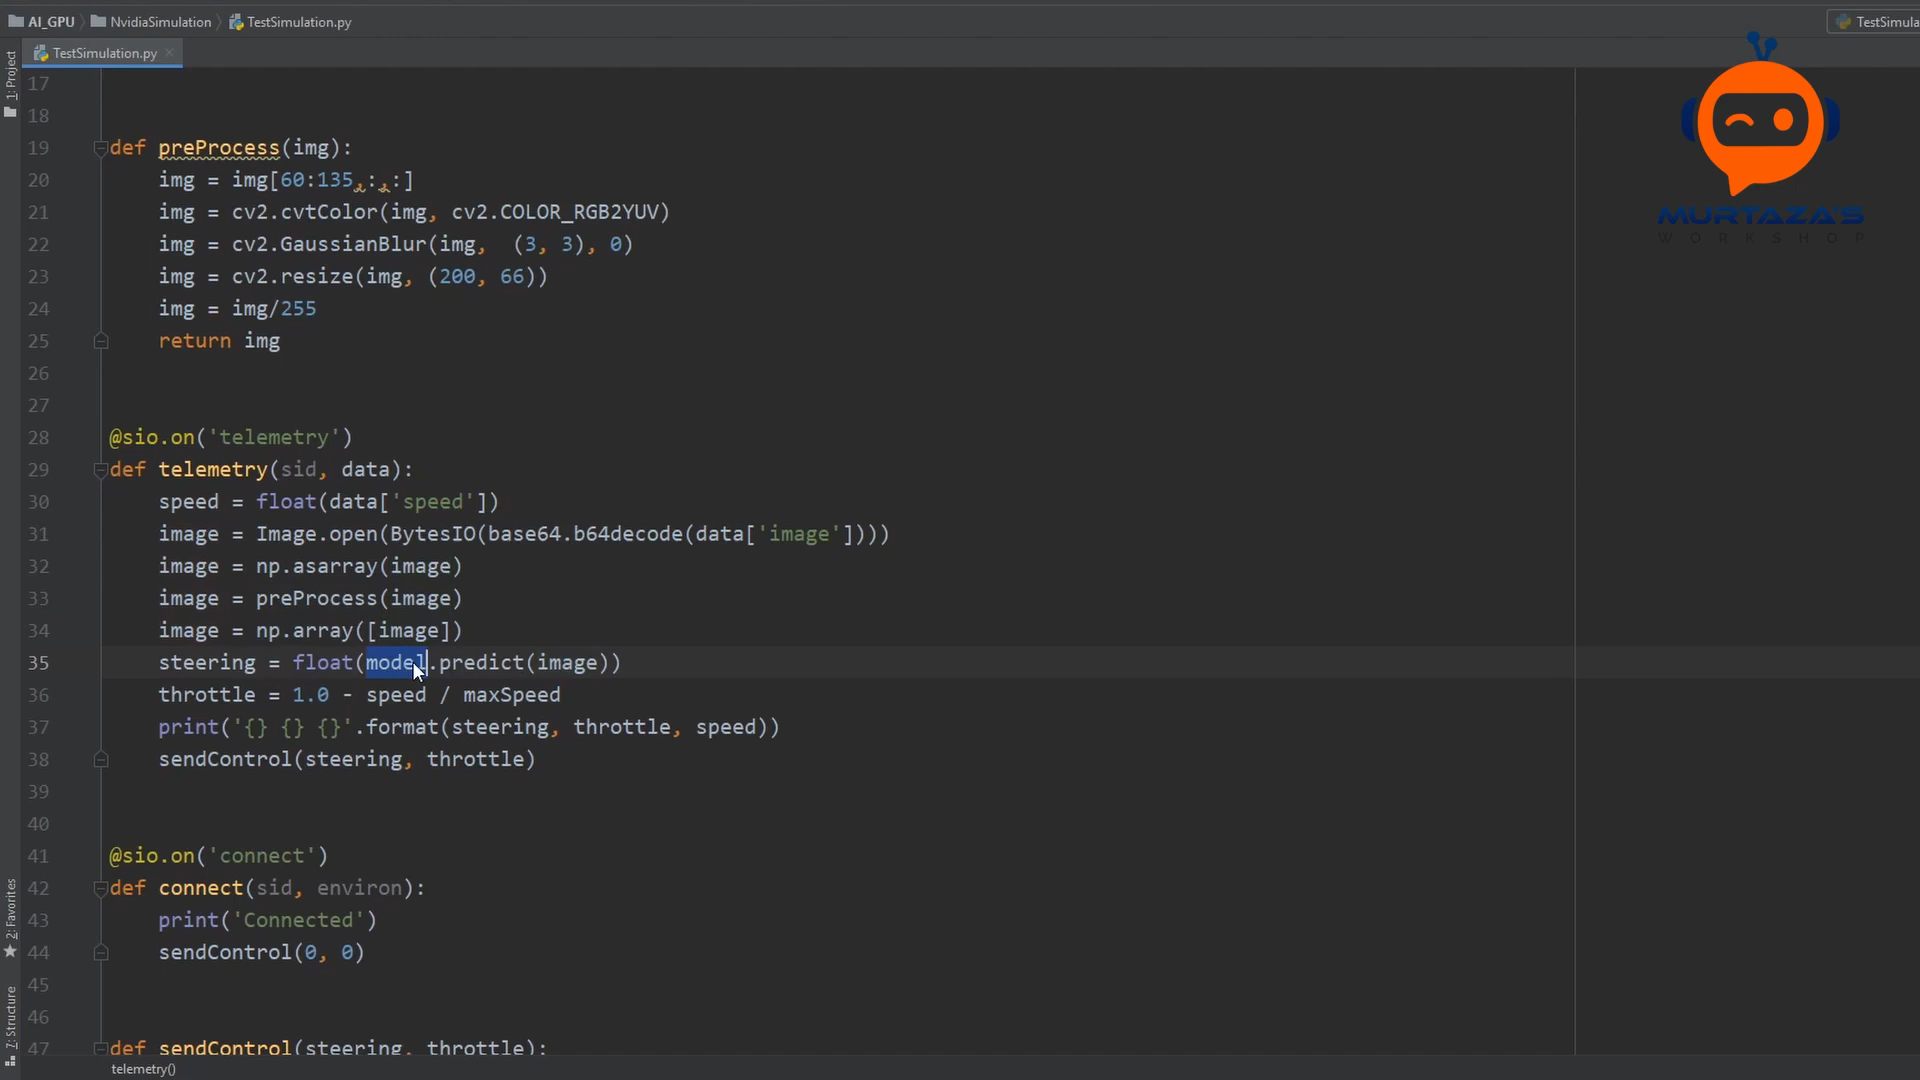 AI_GPU NvidiaSimulation TestSimulation.py TestSimula
TestSimulation.py
1: Project
17
18
19 def preProcess(img):
20 img = img[60:135,:,:]
21 img = cv2.cvtColor(img, cv2.COLOR_RGB2YUV)
22 img = cv2.GaussianBlur(img,  (3, 3), 0)
23 img = cv2.resize(img, (200, 66))
24 img = img/255
25 return img
26
27
28 @sio.on('telemetry')
29 def telemetry(sid, data):
30 speed = float(data['speed'])
31 image = Image.open(BytesIO(base64.b64decode(data['image'])))
32 image = np.asarray(image)
33 image = preProcess(image)
34 image = np.array([image])
35 steering = float(model.predict(image))
36 throttle = 1.0 - speed / maxSpeed
37 print('{} {} {}'.format(steering, throttle, speed))
38 sendControl(steering, throttle)
39
40
41 @sio.on('connect')
42 def connect(sid, environ):
43 print('Connected')
44 sendControl(0, 0)
45
46
47 def sendControl(steering, throttle):
telemetry()
2: Favorites
7: Structure
MURTAZA'S
WORKSHOP